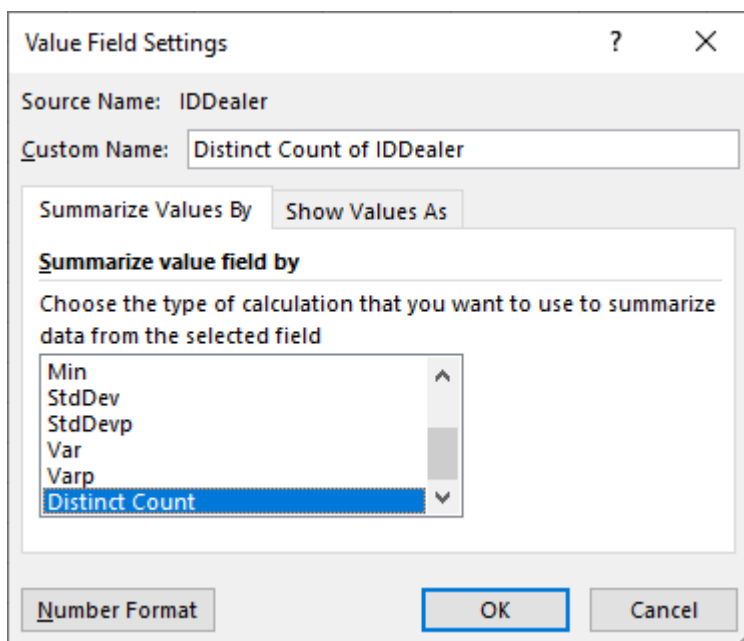 Value Field Settings ?
Source Name: IDDealer
Custom Name: Distinct Count of IDDealer
Summarize Values By Show Values As
Summarize value field by
Choose the type of calculation that you want to use to summarize
data from the selected field
Min
StdDev
StdDevp
Var
Varp
Distinct Count
Number Format OK Cancel